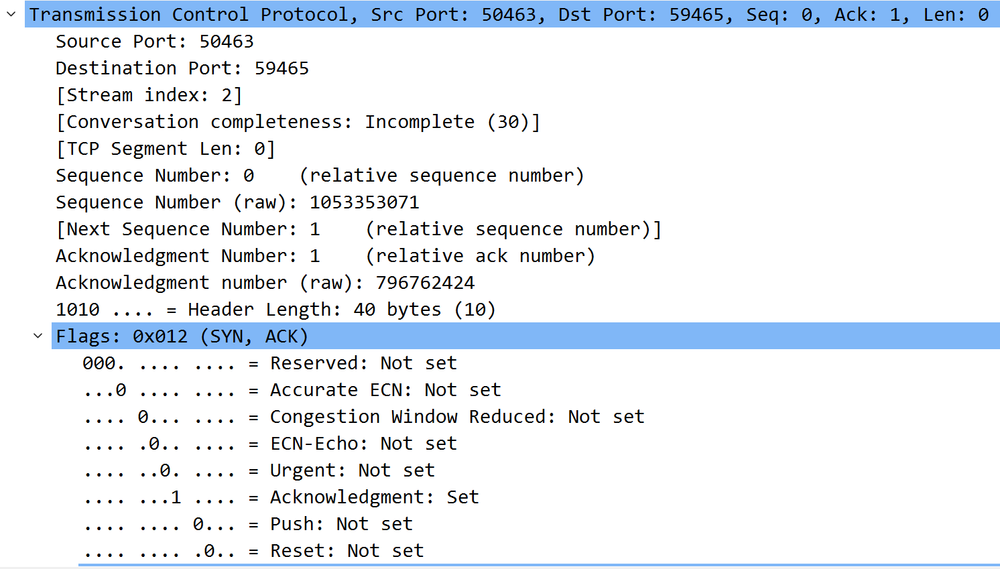 Transmission Control Protocol, Src Port: 50463, Dst Port: 59465, Seq: 0, Ack: 1, Len: 0
Source Port: 50463
Destination Port: 59465
[Stream index: 2]
[Conversation completeness: Incomplete (30)]
[TCP Segment Len: 0]
Sequence Number: 0    (relative sequence number)
Sequence Number (raw): 1053353071
[Next Sequence Number: 1    (relative sequence number)]
Acknowledgment Number: 1    (relative ack number)
Acknowledgment number (raw): 796762424
1010 .... = Header Length: 40 bytes (10)
Flags: 0x012 (SYN, ACK)
000. .... .... = Reserved: Not set
...0 .... .... = Accurate ECN: Not set
.... 0... .... = Congestion Window Reduced: Not set
.... .0.. .... = ECN-Echo: Not set
.... ..0. .... = Urgent: Not set
.... ...1 .... = Acknowledgment: Set
.... .... 0... = Push: Not set
.... .... .0.. = Reset: Not set